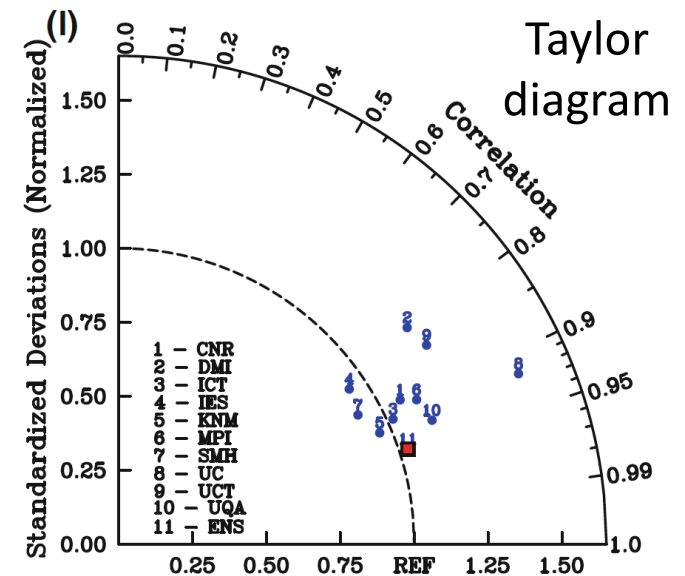 (l)
Taylor
diagram
0.0 0.1 0.2 0.3 0.4 0.5 0.6 0.7 0.8 0.9 0.95 0.99 1.0
Correlation
Standardized Deviations (Normalized)
1.50
1.25
1.00
0.75
0.50
0.25
0.00
2
9
8
4
1 6
7
3 10
5
11
1 - CNR
2 - DMI
3 - ICT
4 - IES
5 - KNM
6 - MPI
7 - SMH
8 - UC
9 - UCT
10 - UQA
11 - ENS
0.25 0.50 0.75 REF 1.25 1.50